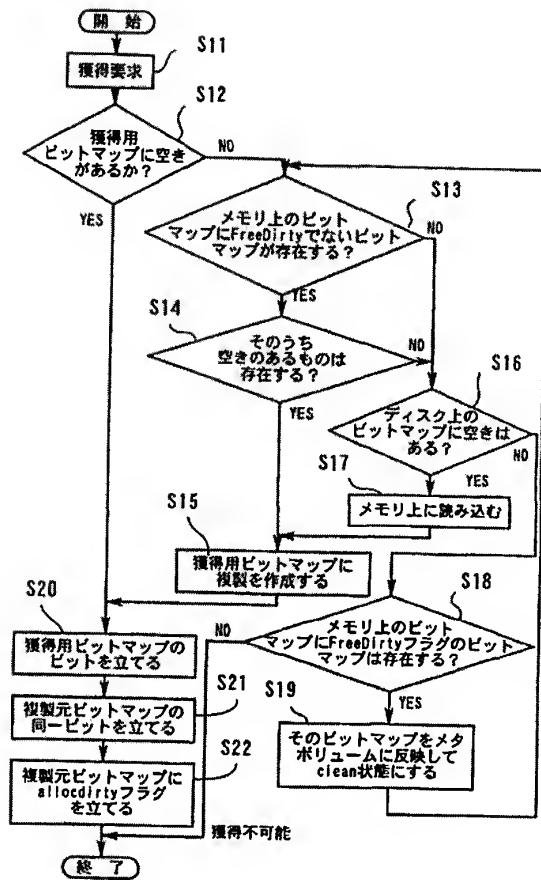 開 始
S11
獲得要求
S12
獲得用
ビットマップに空き
があるか?
NO
YES
S13
メモリ上のビット
マップにFreeDirtyでないビット
マップが存在する?
NO
YES
S14
そのうち
空きのあるものは
存在する?
NO
YES
S16
ディスク上の
ビットマップに空きは
ある?
NO
YES
S17
メモリ上に読み込む
S15
獲得用ビットマップに
複製を作成する
S18
メモリ上のビット
マップにFreeDirtyフラグのビット
マップは存在する?
NO
YES
S20
獲得用ビットマップの
ビットを立てる
S21
複製元ビットマップの
同一ビットを立てる
S19
そのビットマップをメタ
ボリュームに反映して
clean状態にする
S22
複製元ビットマップに
allocdirtyフラグ
を立てる
獲得不可能
終 了